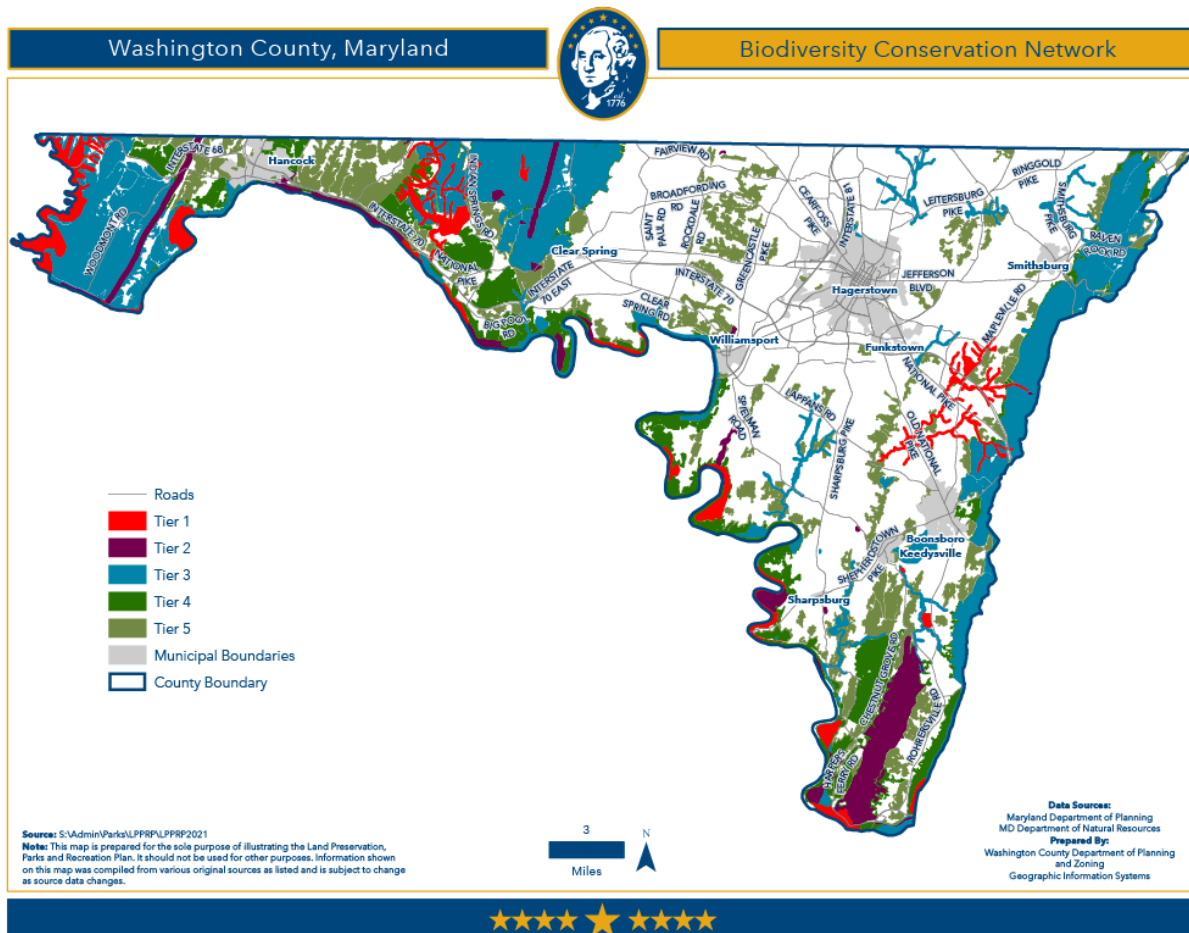 Washington County, Maryland
est.
1776
Biodiversity Conservation Network
INTERSTATE 68
Hancock
WOODMONT RD
INDIAN SPRING RD
INTERSTATE 70
NATIONAL
PIKE
BIG POOL
RD
Clear Spring
INTERSTATE
70 EAST
CLEAR
SPRING RD
FAIRVIEW RD
BROADFORDING
RD
SAINT
PAUL RD
ROCKDALE
RD
GREENCASTLE
PIKE
INTERSTATE 70
CEARFOSS
PIKE
INTERSTATE 81
LEITERSBURG
PIKE
RINGGOLD
PIKE
SMITHSBURG
PIKE
RAVEN
ROCK RD
Smithsburg
JEFFERSON
BLVD
Hagerstown
MAPLEVILLE RD
Williamsport
Funkstown
NATIONAL PIKE
LAPPANS RD
SPIELMAN
ROAD
SHARPSBURG PIKE
OLD NATIONAL
PIKE
Boonsboro
Keedysville
SHEPHERDSTOWN
PIKE
Sharpsburg
CHESTNUT GROVE RD
ROHRERSVILLE RD
HARPERS
FERRY RD
Roads
Tier 1
Tier 2
Tier 3
Tier 4
Tier 5
Municipal Boundaries
County Boundary
Source: S:\Admin\Parks\LPPRP\LPPRP2021
Note: This map is prepared for the sole purpose of illustrating the Land Preservation,
Parks and Recreation Plan. It should not be used for other purposes. Information shown
on this map was compiled from various original sources as listed and is subject to change
as source data changes.
3
Miles
N
Data Sources:
Maryland Department of Planning
MD Department of Natural Resources
Prepared By:
Washington County Department of Planning
and Zoning
Geographic Information Systems